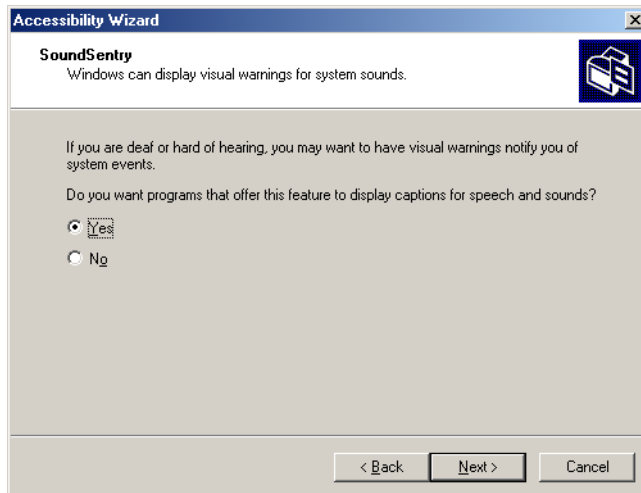 Accessibility Wizard
SoundSentry
Windows can display visual warnings for system sounds.
If you are deaf or hard of hearing, you may want to have visual warnings notify you of
system events.
Do you want programs that offer this feature to display captions for speech and sounds?
Yes
No
< Back Next > Cancel